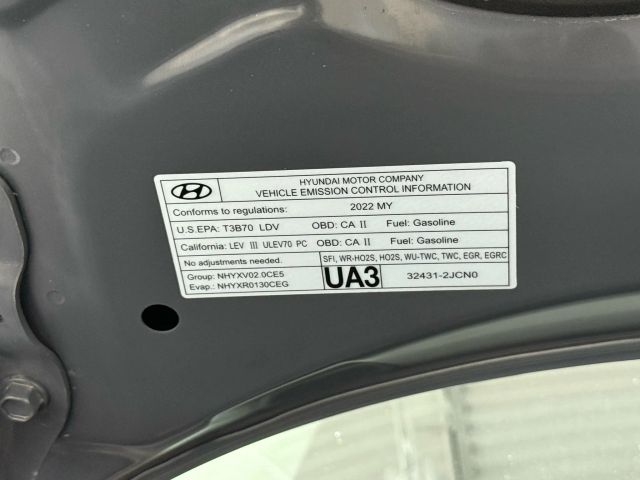 HYUNDAI MOTOR COMPANY
VEHICLE EMISSION CONTROL INFORMATION
Conforms to regulations: 2022 MY
U.S.EPA: T3B70 LDV OBD: CA II Fuel: Gasoline
California: LEV III ULEV70 PC OBD: CA II Fuel: Gasoline
No adjustments needed. SFI, WR-HO2S, HO2S, WU-TWC, TWC, EGR, EGRC
Group: NHYXV02.0CE5
Evap.: NHYXR0130CEG
UA3 32431-2JCN0